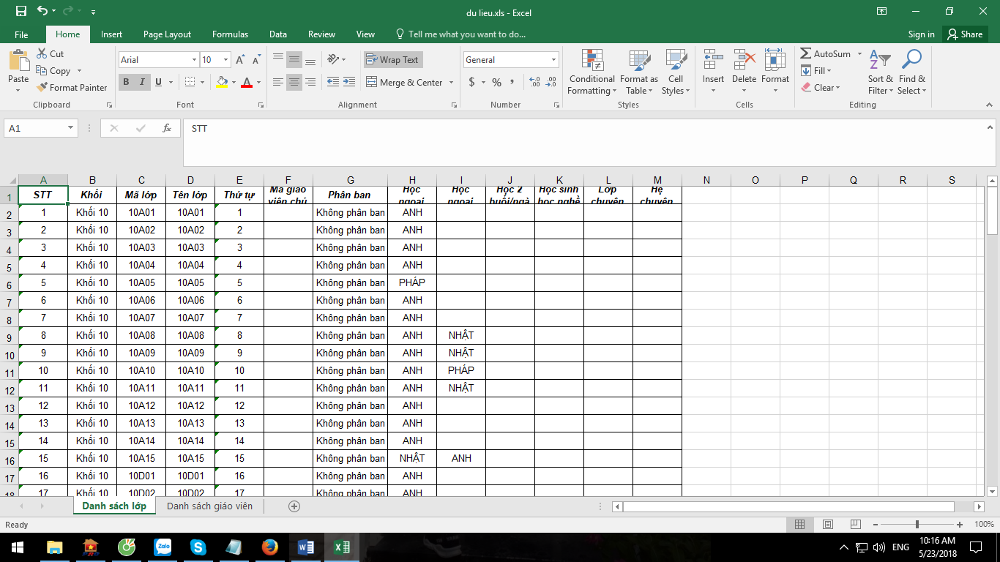 du lieu.xls - Excel
File Home Insert Page Layout Formulas Data Review View Tell me what you want to do... Sign in Share
Paste Cut Copy Format Painter Clipboard
Arial 10 B I U A A A Font
Wrap Text Merge & Center Alignment
General $ % , .00 .0 Number
Conditional Formatting Format as Table Cell Styles Styles
Insert Delete Format Cells
AutoSum Fill Clear Sort & Filter Find & Select Editing
A1 fx STT
A B C D E F G H I J K L M N O P Q R S
1 STT Khối Mã lớp Tên lớp Thứ tự Mã giáo viên chủ Phân ban Học ngoại Học ngoại Học 2 buổi/ngà Học sinh học nghề Lớp chuyên Hệ chuyên
2 1 Khối 10 10A01 10A01 1 Không phân ban ANH
3 2 Khối 10 10A02 10A02 2 Không phân ban ANH
4 3 Khối 10 10A03 10A03 3 Không phân ban ANH
5 4 Khối 10 10A04 10A04 4 Không phân ban ANH
6 5 Khối 10 10A05 10A05 5 Không phân ban PHÁP
7 6 Khối 10 10A06 10A06 6 Không phân ban ANH
8 7 Khối 10 10A07 10A07 7 Không phân ban ANH
9 8 Khối 10 10A08 10A08 8 Không phân ban ANH NHẬT
10 9 Khối 10 10A09 10A09 9 Không phân ban ANH NHẬT
11 10 Khối 10 10A10 10A10 10 Không phân ban ANH PHÁP
12 11 Khối 10 10A11 10A11 11 Không phân ban ANH NHẬT
13 12 Khối 10 10A12 10A12 12 Không phân ban ANH
14 13 Khối 10 10A13 10A13 13 Không phân ban ANH
15 14 Khối 10 10A14 10A14 14 Không phân ban ANH
16 15 Khối 10 10A15 10A15 15 Không phân ban NHẬT ANH
17 16 Khối 10 10D01 10D01 16 Không phân ban ANH
18 17 Khối 10 10D02 10D02 17 Không phân ban ANH
Danh sách lớp Danh sách giáo viên
Ready 100%
Zalo ENG 10:16 AM
5/23/2018